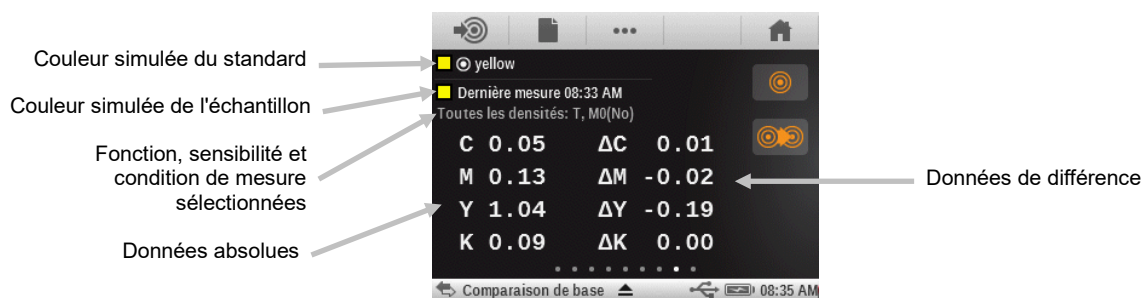 Couleur simulée du standard
Couleur simulée de l'échantillon
Fonction, sensibilité et
condition de mesure
sélectionnées
Données absolues
yellow
Dernière mesure 08:33 AM
Toutes les densités: T, M0(No)
C 0.05 ΔC 0.01
M 0.13 ΔM -0.02
Y 1.04 ΔY -0.19
K 0.09 ΔK 0.00
Comparaison de base
08:35 AM
Données de différence